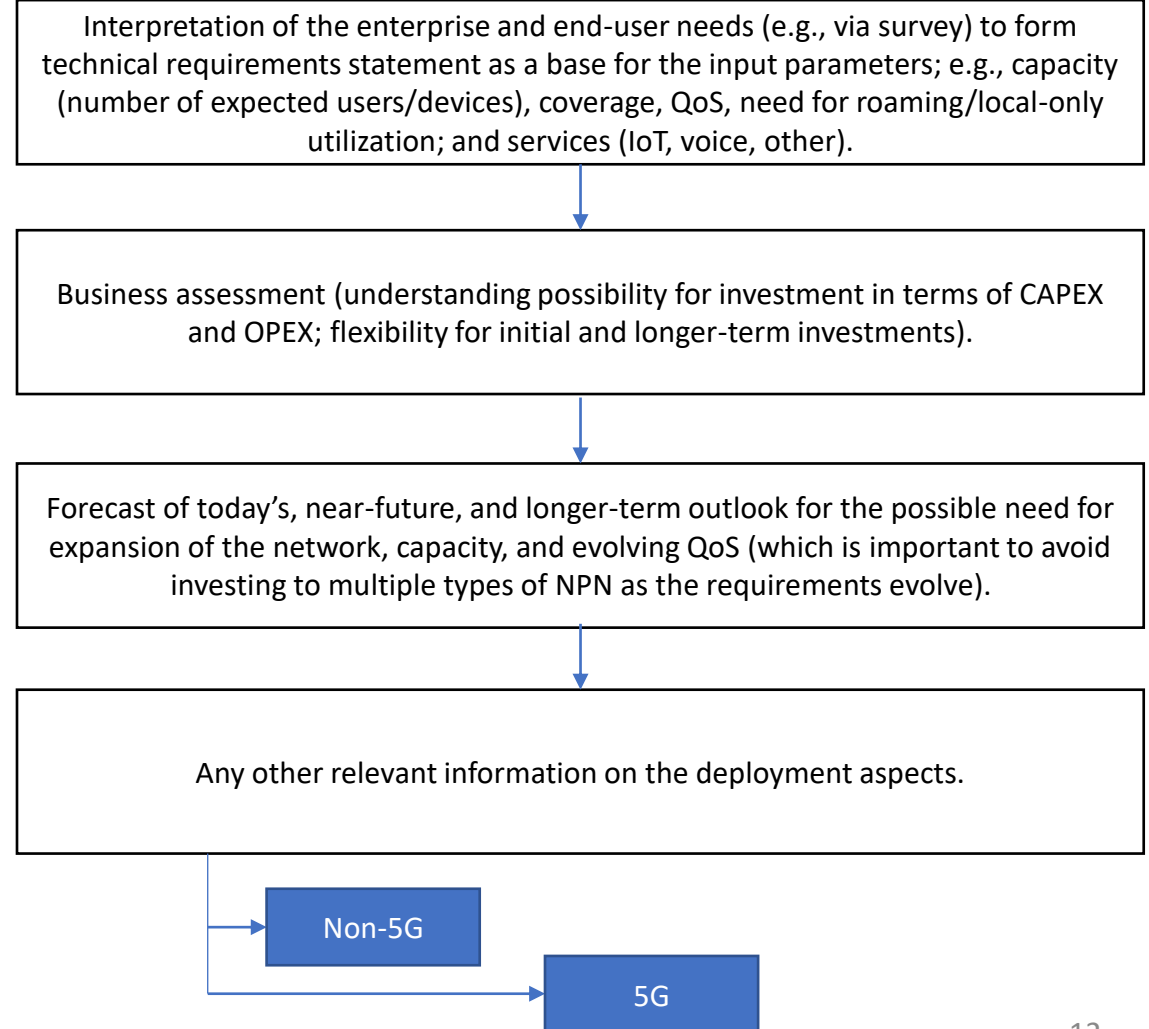 Interpretation of the enterprise and end-user needs (e.g., via survey) to form
technical requirements statement as a base for the input parameters; e.g., capacity
(number of expected users/devices), coverage, QoS, need for roaming/local-only
utilization; and services (IoT, voice, other).
Business assessment (understanding possibility for investment in terms of CAPEX
and OPEX; flexibility for initial and longer-term investments).
Forecast of today’s, near-future, and longer-term outlook for the possible need for
expansion of the network, capacity, and evolving QoS (which is important to avoid
investing to multiple types of NPN as the requirements evolve).
Any other relevant information on the deployment aspects.
Non-5G
5G